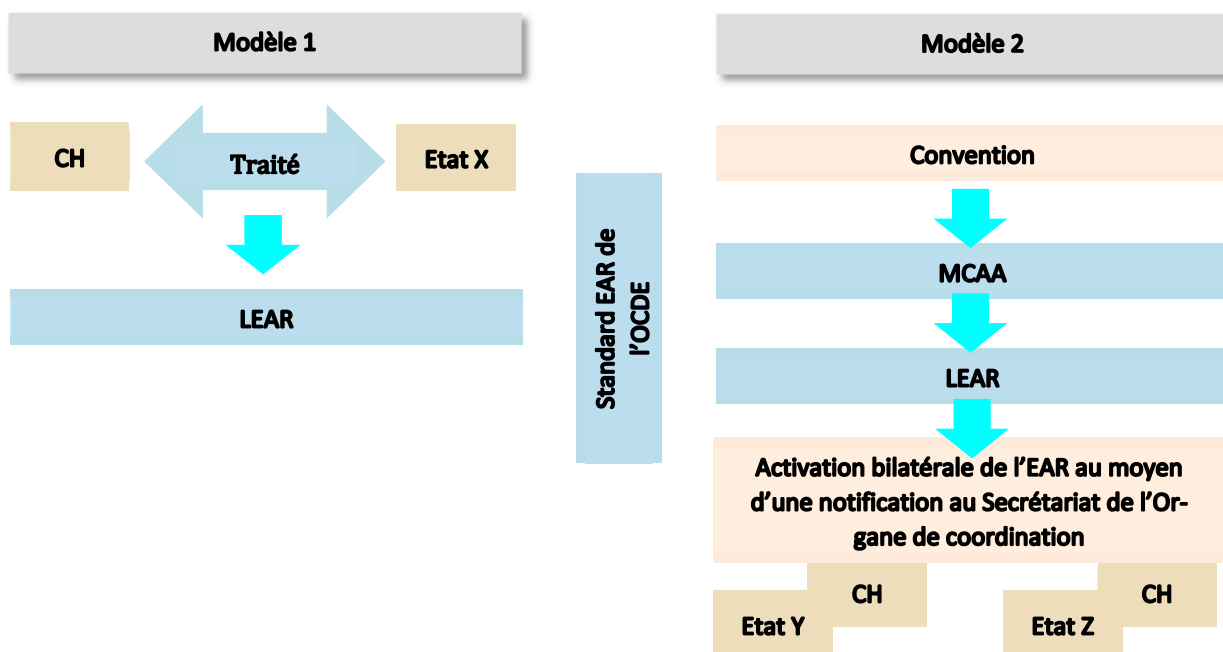 Modèle 1
CH
Traité
Etat X
LEAR
Standard EAR de
l'OCDE
Modèle 2
Convention
MCAA
LEAR
Activation bilatérale de l'EAR au moyen
d'une notification au Secrétariat de l'Or-
gane de coordination
CH
Etat Y
CH
Etat Z